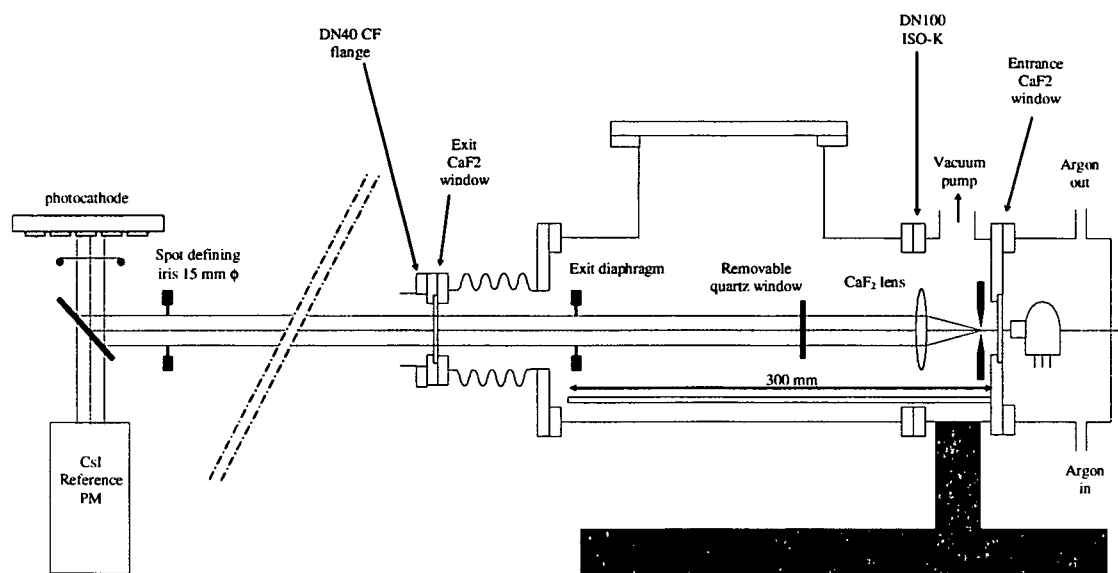 DN40 CF
flange
DN100
ISO-K
Entrance
CaF2
window
Exit
CaF2
window
Vacuum
pump
Argon
out
photocathode
Spot defining
iris 15 mm ϕ
Exit diaphragm
Removable
quartz window
CaF₂ lens
300 mm
CsI
Reference
PM
Argon
in